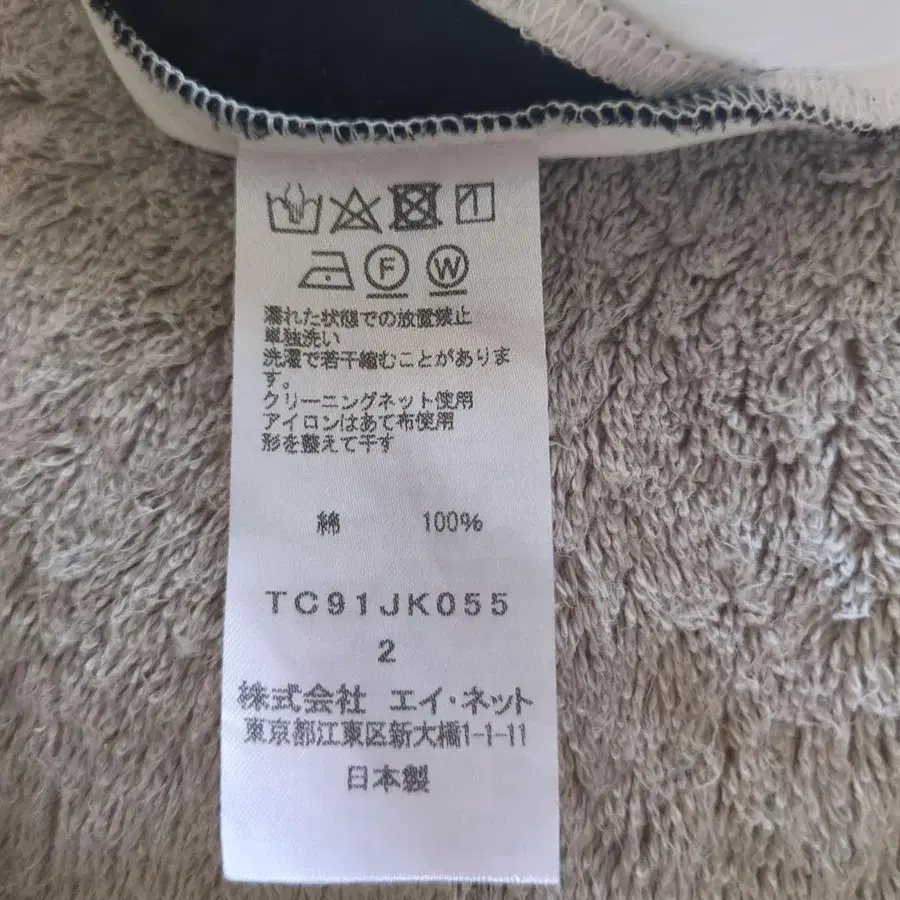 F W
濡れた状態での放置禁止
単独洗い
洗濯で若干縮むことがありま
す。
クリーニングネット使用
アイロンはあて布使用
形を整えて干す
綿 100%
TC91JK055
2
株式会社 エイ・ネット
東京都江東区新大橋1-1-11
日本製